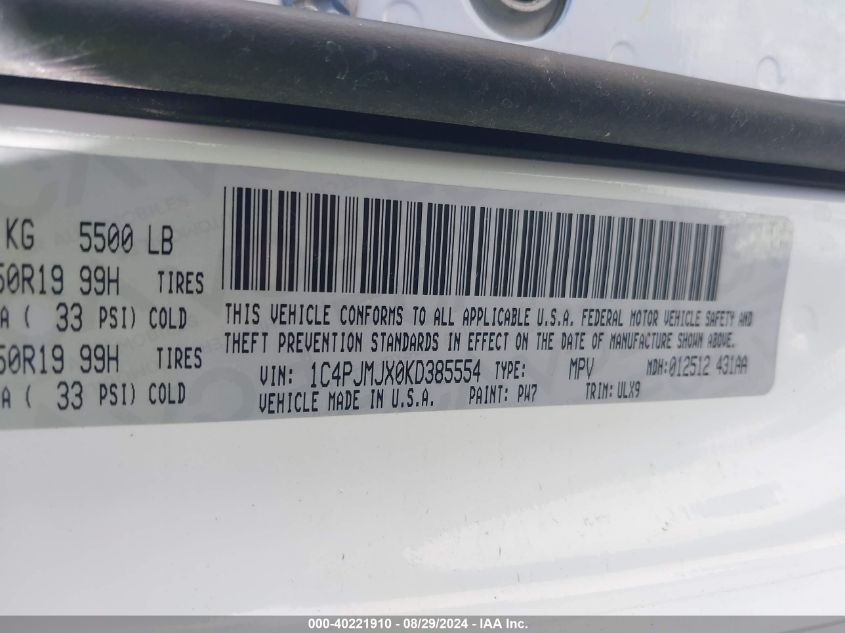 KG 5500 LB
50R19 99H TIRES
A ( 33 PSI) COLD
50R19 99H TIRES
A ( 33 PSI) COLD
THIS VEHICLE CONFORMS TO ALL APPLICABLE U.S.A. FEDERAL MOTOR VEHICLE SAFETY AND
THEFT PREVENTION STANDARDS IN EFFECT ON THE DATE OF MANUFACTURE SHOWN ABOVE.
VIN: 1C4PJMJX0KD385554 TYPE: MPV MDH:012512 431AA
VEHICLE MADE IN U.S.A. PAINT: PW7 TRIM: ULX9
000-40221910 - 08/29/2024 - IAA Inc.